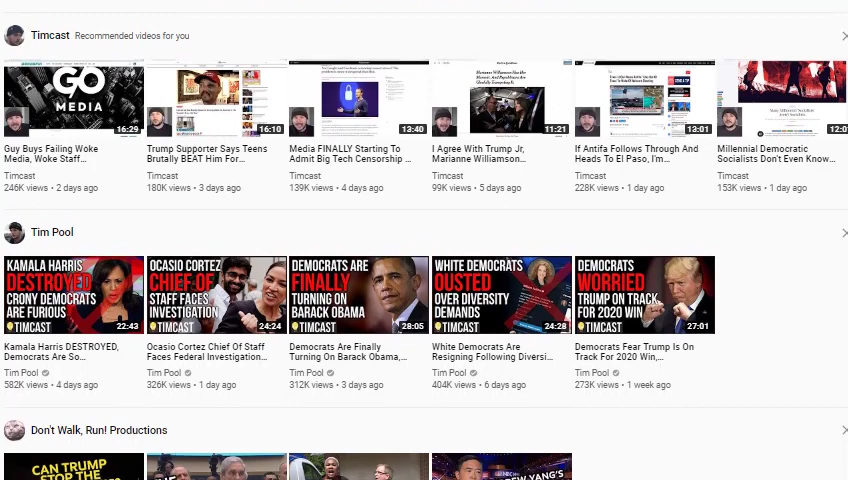 Timcast Recommended videos for you
GO
MEDIA
16:29
16:10
13:40
11:21
13:01
12:0
Guy Buys Failing Woke
Media, Woke Staff...
Trump Supporter Says Teens
Brutally BEAT Him For...
Media FINALLY Starting To
Admit Big Tech Censorship ...
I Agree With Trump Jr,
Marianne Williamson...
If Antifa Follows Through And
Heads To El Paso, I'm...
Millennial Democratic
Socialists Don't Even Know...
Timcast
Timcast
Timcast
Timcast
Timcast
Timcast
246K views • 2 days ago
180K views • 3 days ago
139K views • 4 days ago
99K views • 5 days ago
228K views • 1 day ago
153K views • 1 day ago
Tim Pool
KAMALA HARRIS
DESTROYED
CRONY DEMOCRATS
ARE FURIOUS
TIMCAST
22:43
OCASIO CORTEZ
CHIEF OF
STAFF FACES
INVESTIGATION
TIMCAST
24:24
DEMOCRATS ARE
FINALLY
TURNING ON
BARACK OBAMA
TIMCAST
28:05
WHITE DEMOCRATS
OUSTED
OVER DIVERSITY
DEMANDS
TIMCAST
24:28
DEMOCRATS
WORRIED
TRUMP ON TRACK
FOR 2020 WIN
TIMCAST
27:01
Kamala Harris DESTROYED,
Democrats Are So...
Ocasio Cortez Chief Of Staff
Faces Federal Investigation...
Democrats Are Finally
Turning On Barack Obama,...
White Democrats Are
Resigning Following Diversi...
Democrats Fear Trump Is On
Track For 2020 Win,...
Tim Pool
Tim Pool
Tim Pool
Tim Pool
Tim Pool
582K views • 4 days ago
326K views • 1 day ago
312K views • 3 days ago
404K views • 6 days ago
273K views • 1 week ago
Don't Walk, Run! Productions
CAN TRUMP
STOP THE
YANG'S